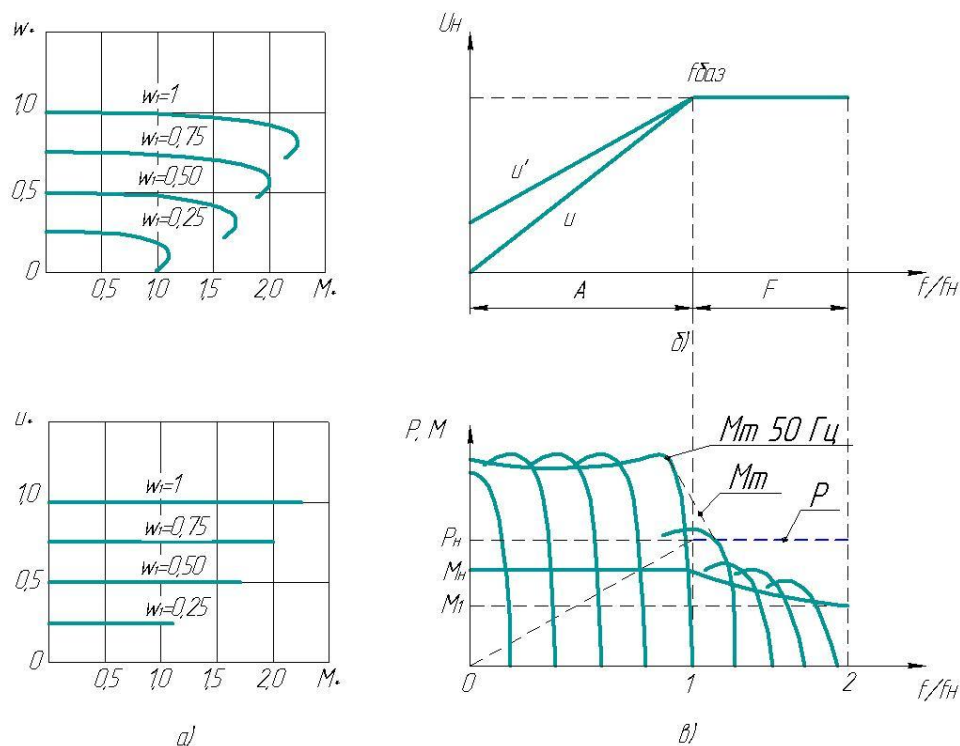 w*
1,0
0,5
0
w₁=1
w₁=0,75
w₁=0,50
w₁=0,25
0,5 1,0 1,5 2,0 M*
Uн
fбаз
u'
u
A F f/fн
б)
u*
1,0
0,5
0
w₁=1
w₁=0,75
w₁=0,50
w₁=0,25
0,5 1,0 1,5 2,0 M*
а)
P, M
Mm 50 Гц
Mm
P
Pн
Mн
M1
0 1 2 f/fн
в)